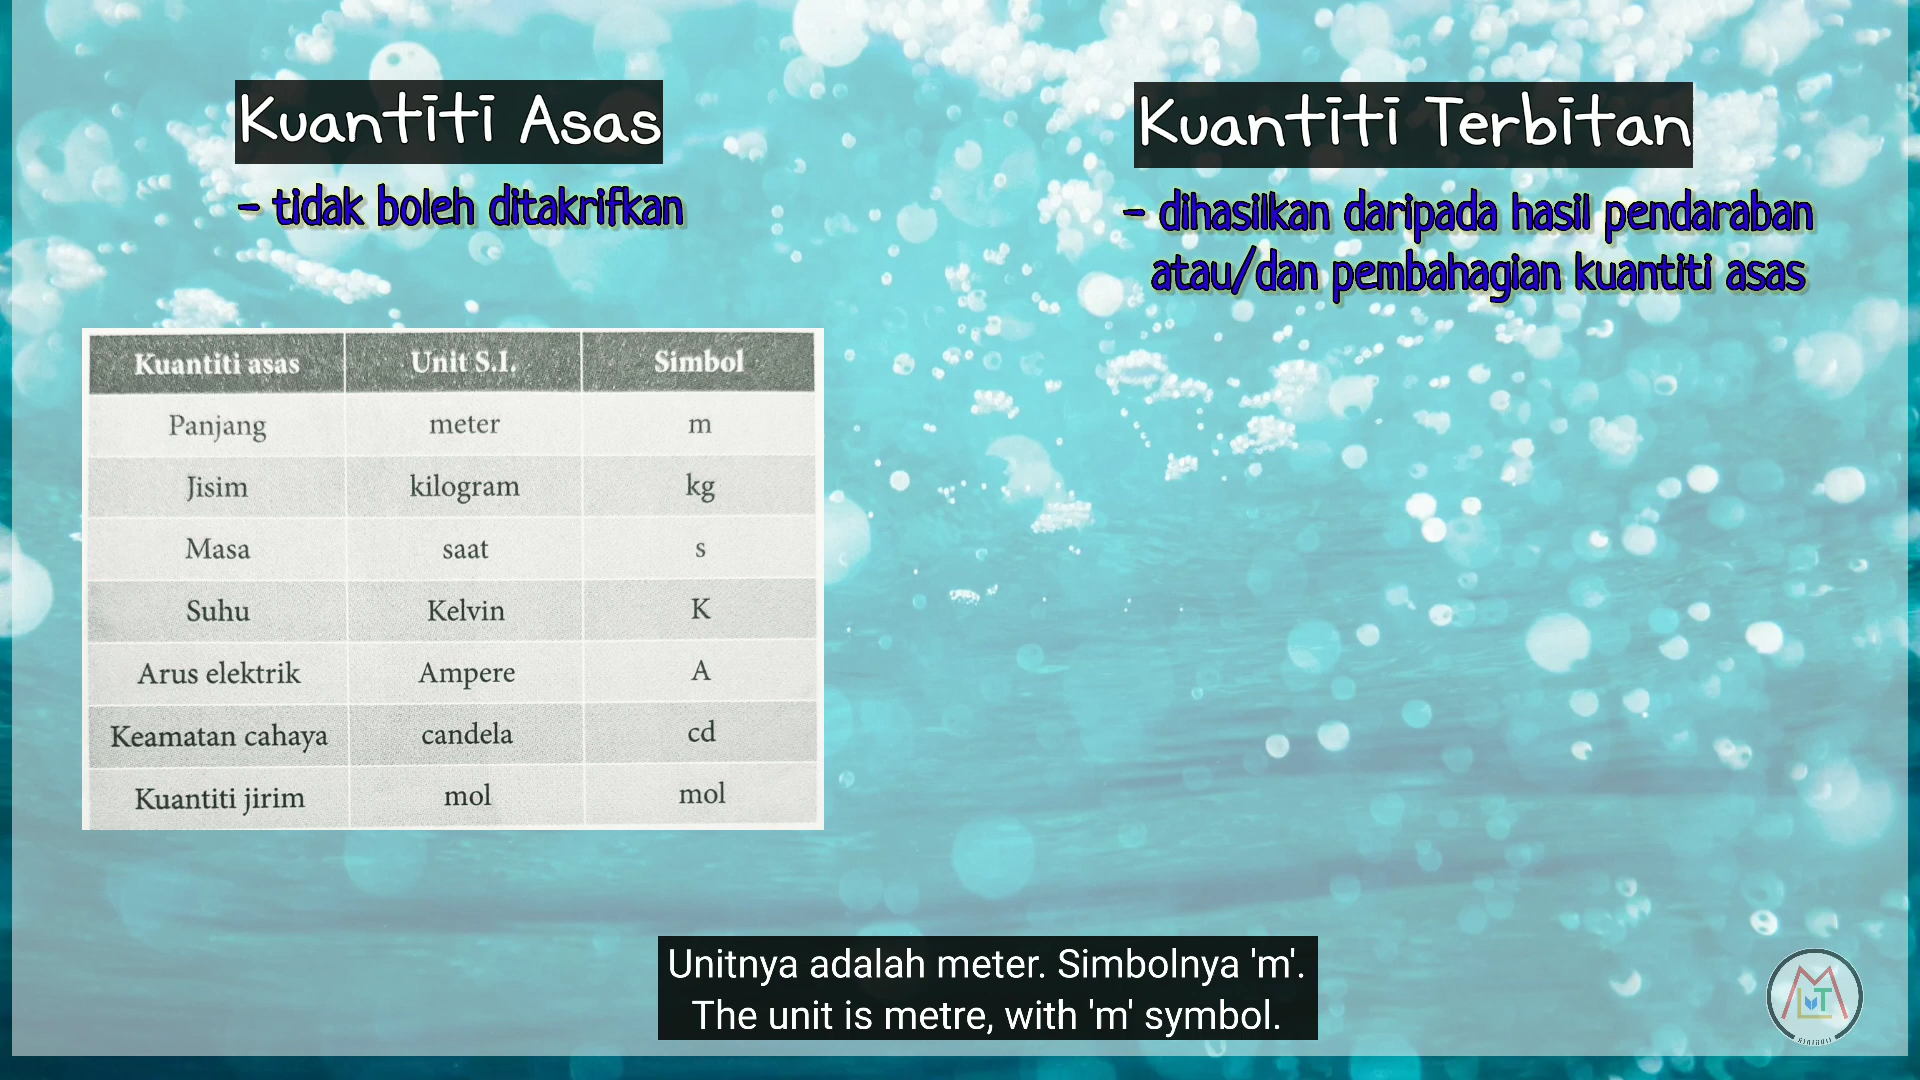 Kuantiti Asas
- tidak boleh ditakrifkan
Kuantiti Terbitan
- dihasilkan daripada hasil pendaraban
atau/dan pembahagian kuantiti asas
Kuantiti asas Unit S.I. Simbol
Panjang meter m
Jisim kilogram kg
Masa saat s
Suhu Kelvin K
Arus elektrik Ampere A
Keamatan cahaya candela cd
Kuantiti jirim mol mol
Unitnya adalah meter. Simbolnya 'm'.
The unit is metre, with 'm' symbol.